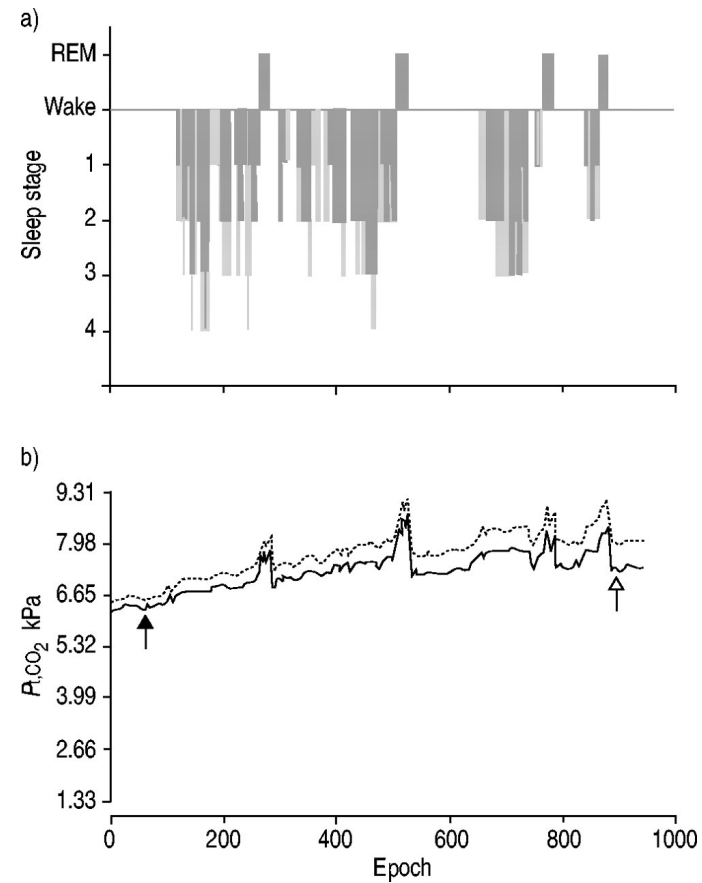 a)
REM
Wake
1
2
3
4
Sleep stage
b)
9.31
7.98
6.65
5.32
3.99
2.66
1.33
Pt,CO2 kPa
0 200 400 600 800 1000
Epoch